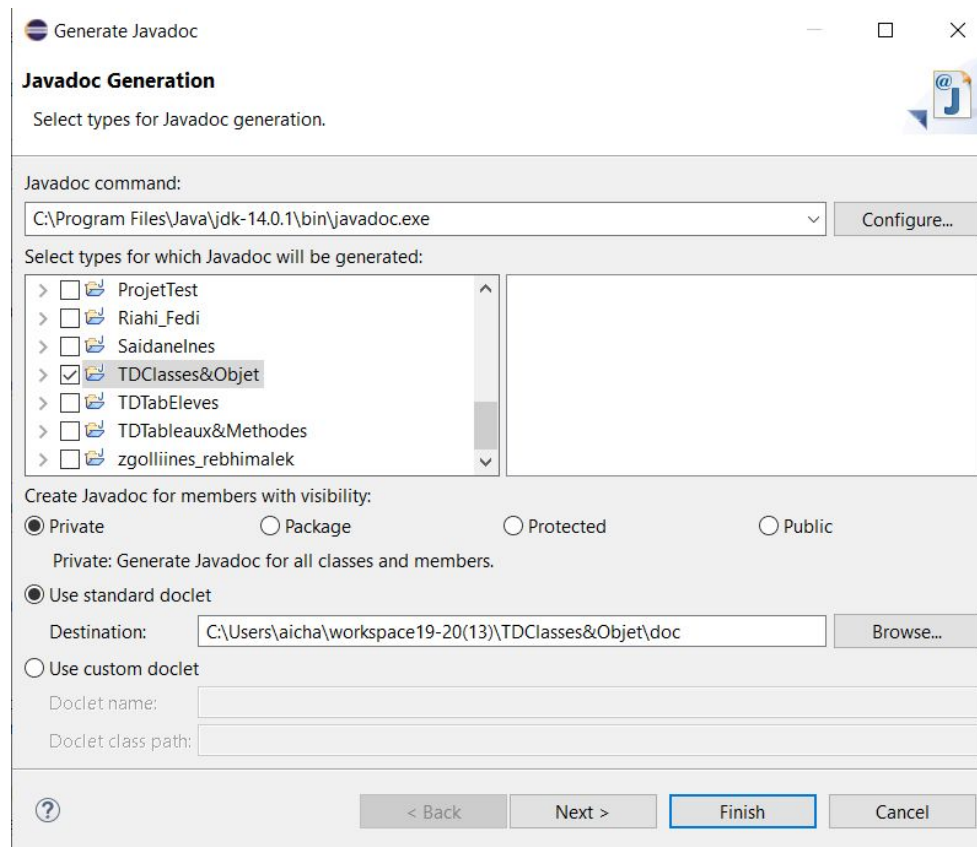 Generate Javadoc
Javadoc Generation
Select types for Javadoc generation.
@
J
Javadoc command:
C:\Program Files\Java\jdk-14.0.1\bin\javadoc.exe
Configure...
Select types for which Javadoc will be generated:
ProjetTest
Riahi_Fedi
SaidaneInes
TDClasses&Objet
TDTabEleves
TDTableaux&Methodes
zgolliines_rebhimalek
Create Javadoc for members with visibility:
Private Package Protected Public
Private: Generate Javadoc for all classes and members.
Use standard doclet
Destination: C:\Users\aicha\workspace19-20(13)\TDClasses&Objet\doc Browse...
Use custom doclet
Doclet name:
Doclet class path:
? < Back Next > Finish Cancel